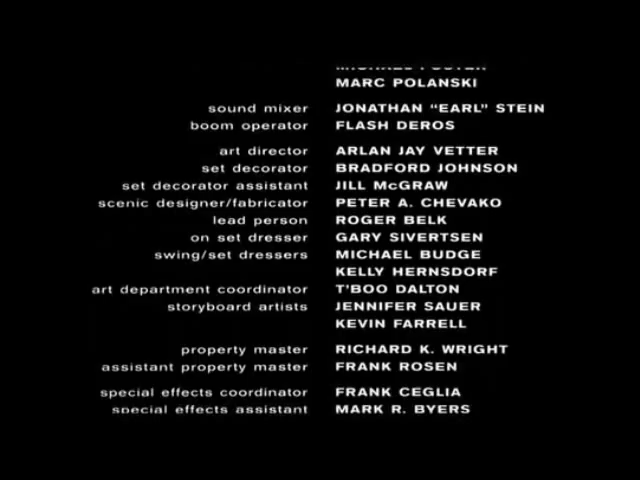 MARC POLANSKI
sound mixer JONATHAN “EARL” STEIN
boom operator FLASH DEROS
art director ARLAN JAY VETTER
set decorator BRADFORD JOHNSON
set decorator assistant JILL McGRAW
scenic designer/fabricator PETER A. CHEVAKO
lead person ROGER BELK
on set dresser GARY SIVERTSEN
swing/set dressers MICHAEL BUDGE
KELLY HERNSDORF
art department coordinator T'BOO DALTON
storyboard artists JENNIFER SAUER
KEVIN FARRELL
property master RICHARD K. WRIGHT
assistant property master FRANK ROSEN
special effects coordinator FRANK CEGLIA
special effects assistant MARK R. BYERS